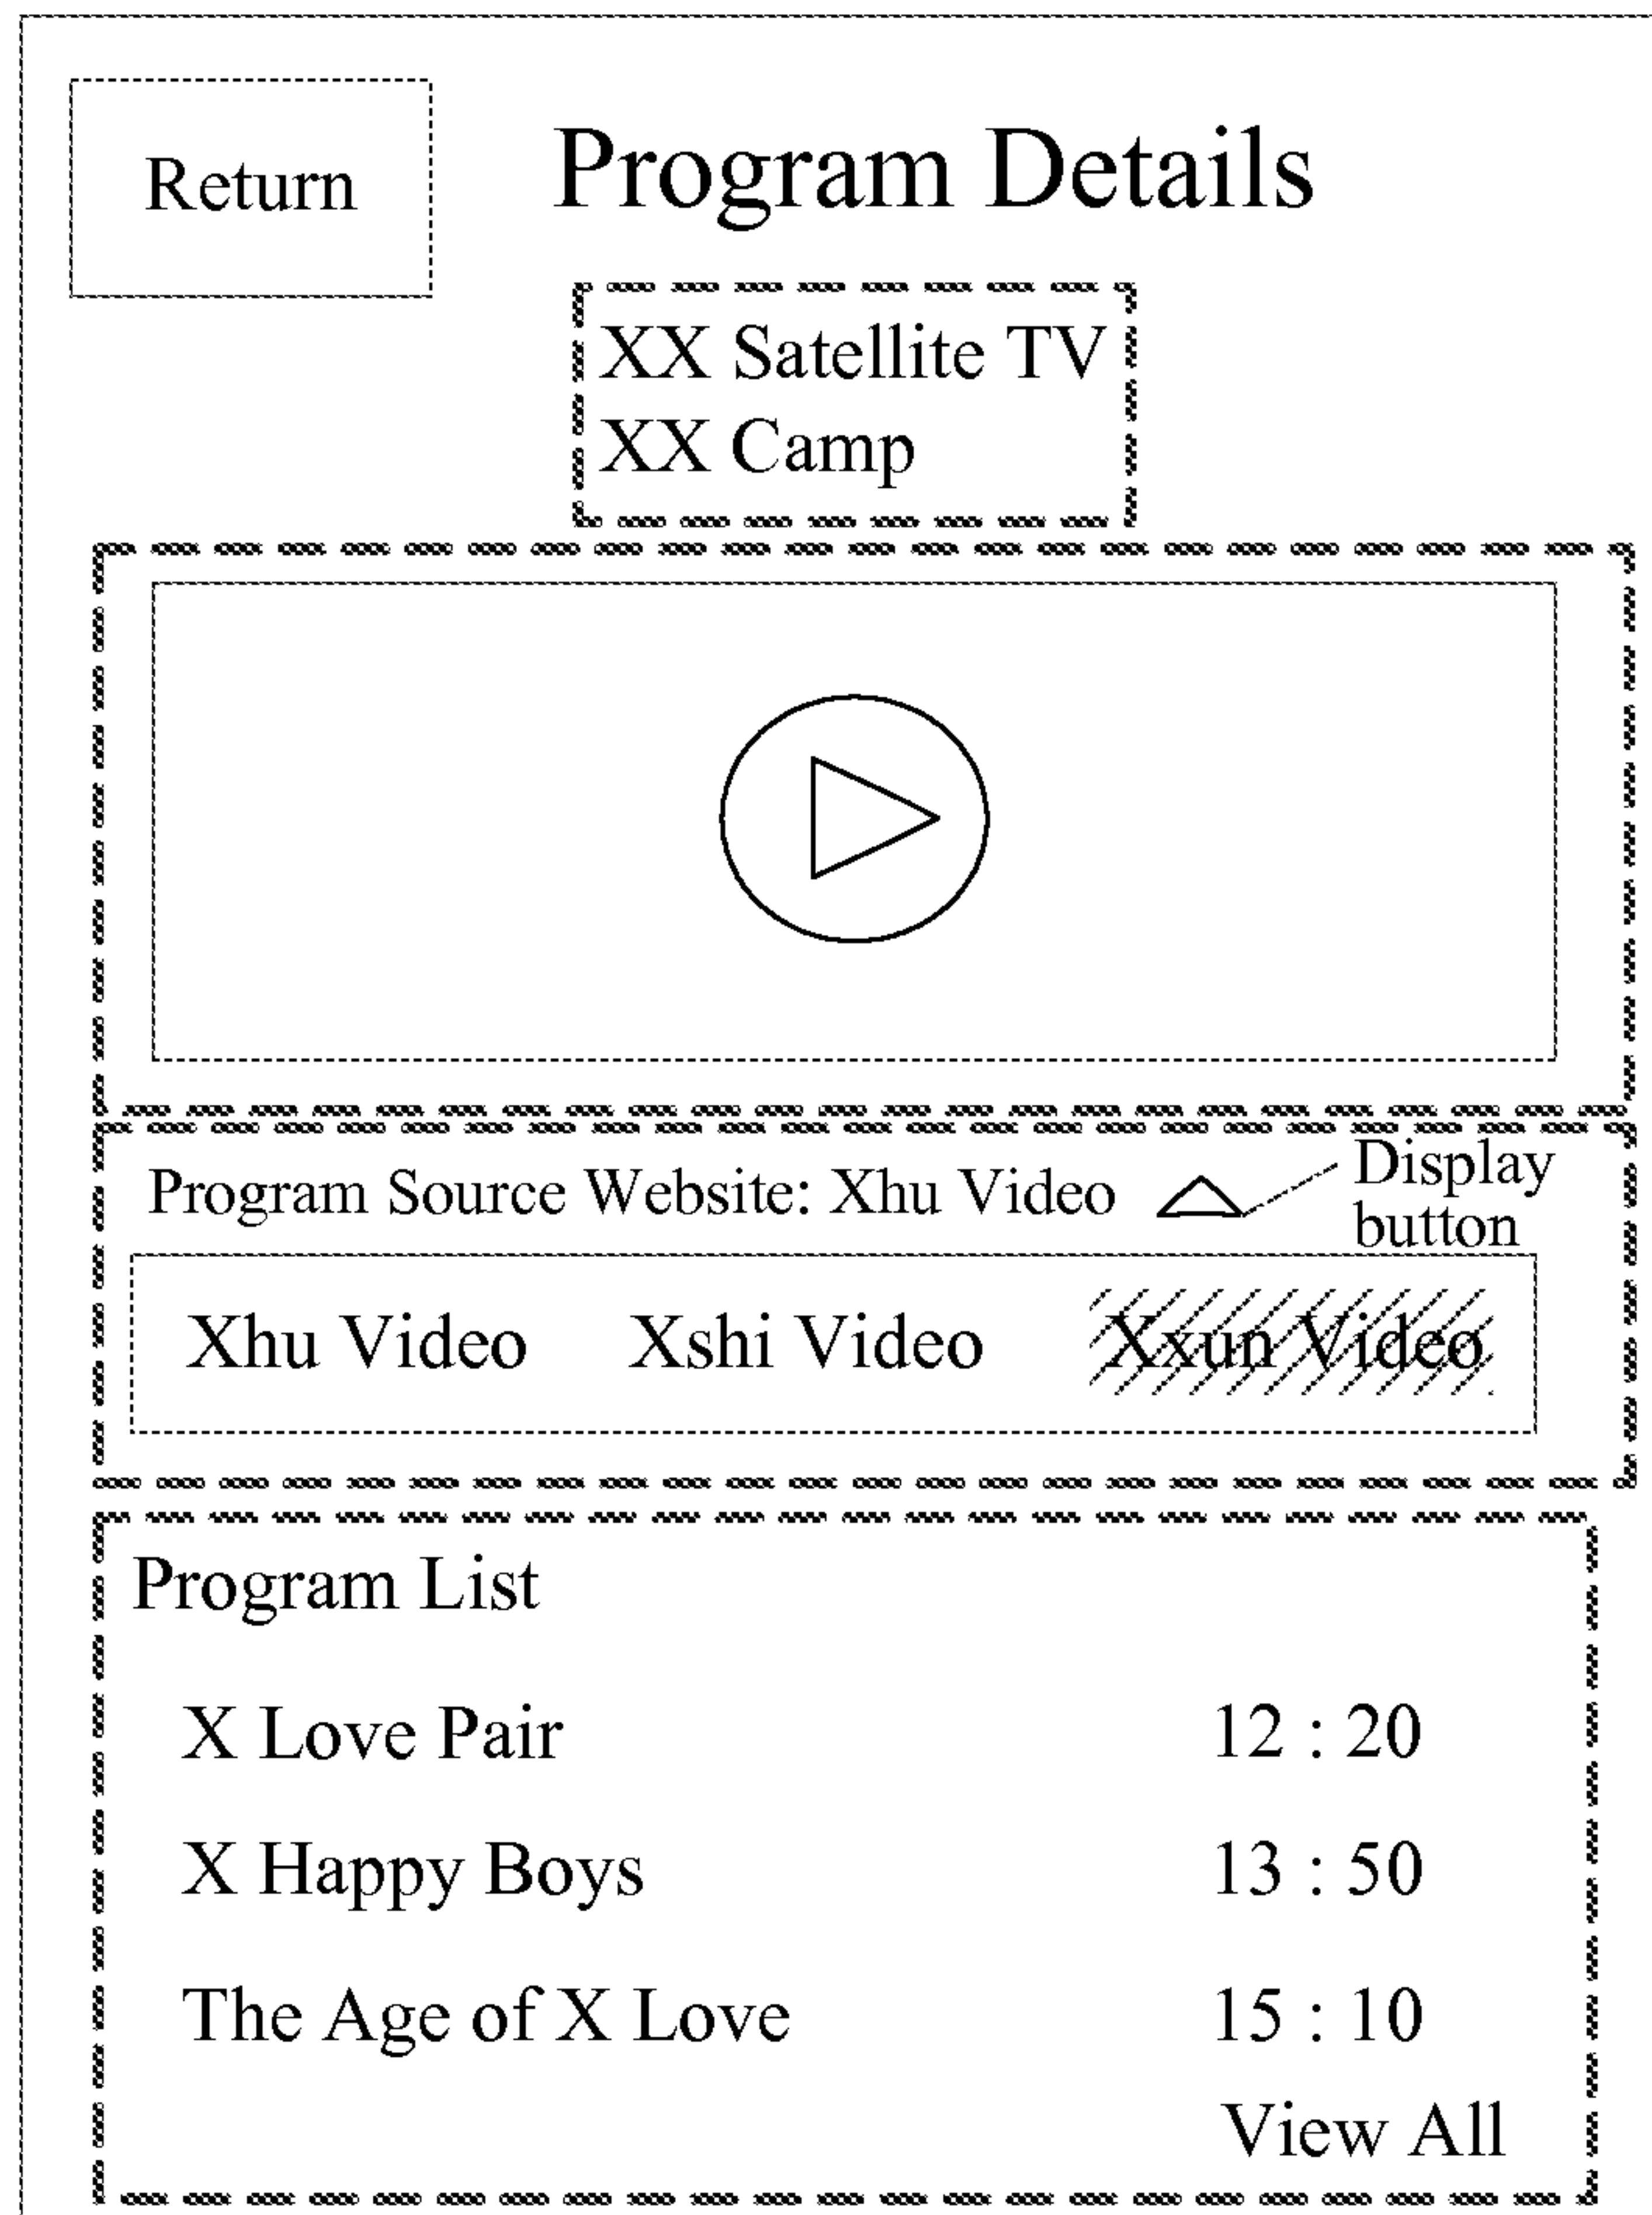 Return
Program Details
XX Satellite TV
XX Camp
Program Source Website: Xhu Video
Display
button
Xhu Video Xshi Video Xxun Video
Program List
X Love Pair 12 : 20
X Happy Boys 13 : 50
The Age of X Love 15 : 10
View All